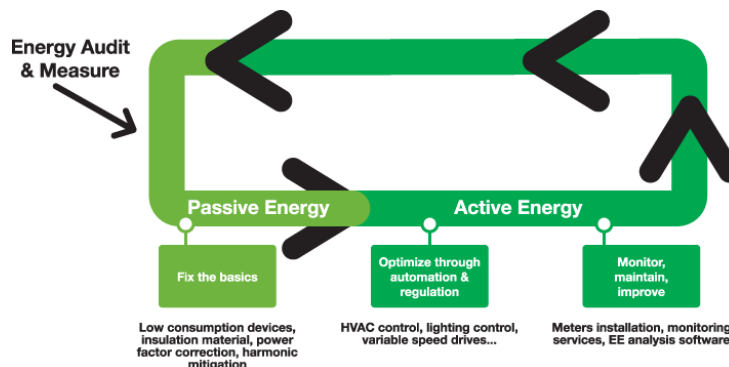 Energy Audit
& Measure
Passive Energy
Active Energy
Fix the basics
Optimize through
automation &
regulation
Monitor,
maintain,
improve
Low consumption devices,
insulation material, power
factor correction, harmonic
mitigation
HVAC control, lighting control,
variable speed drives...
Meters installation, monitoring
services, EE analysis software